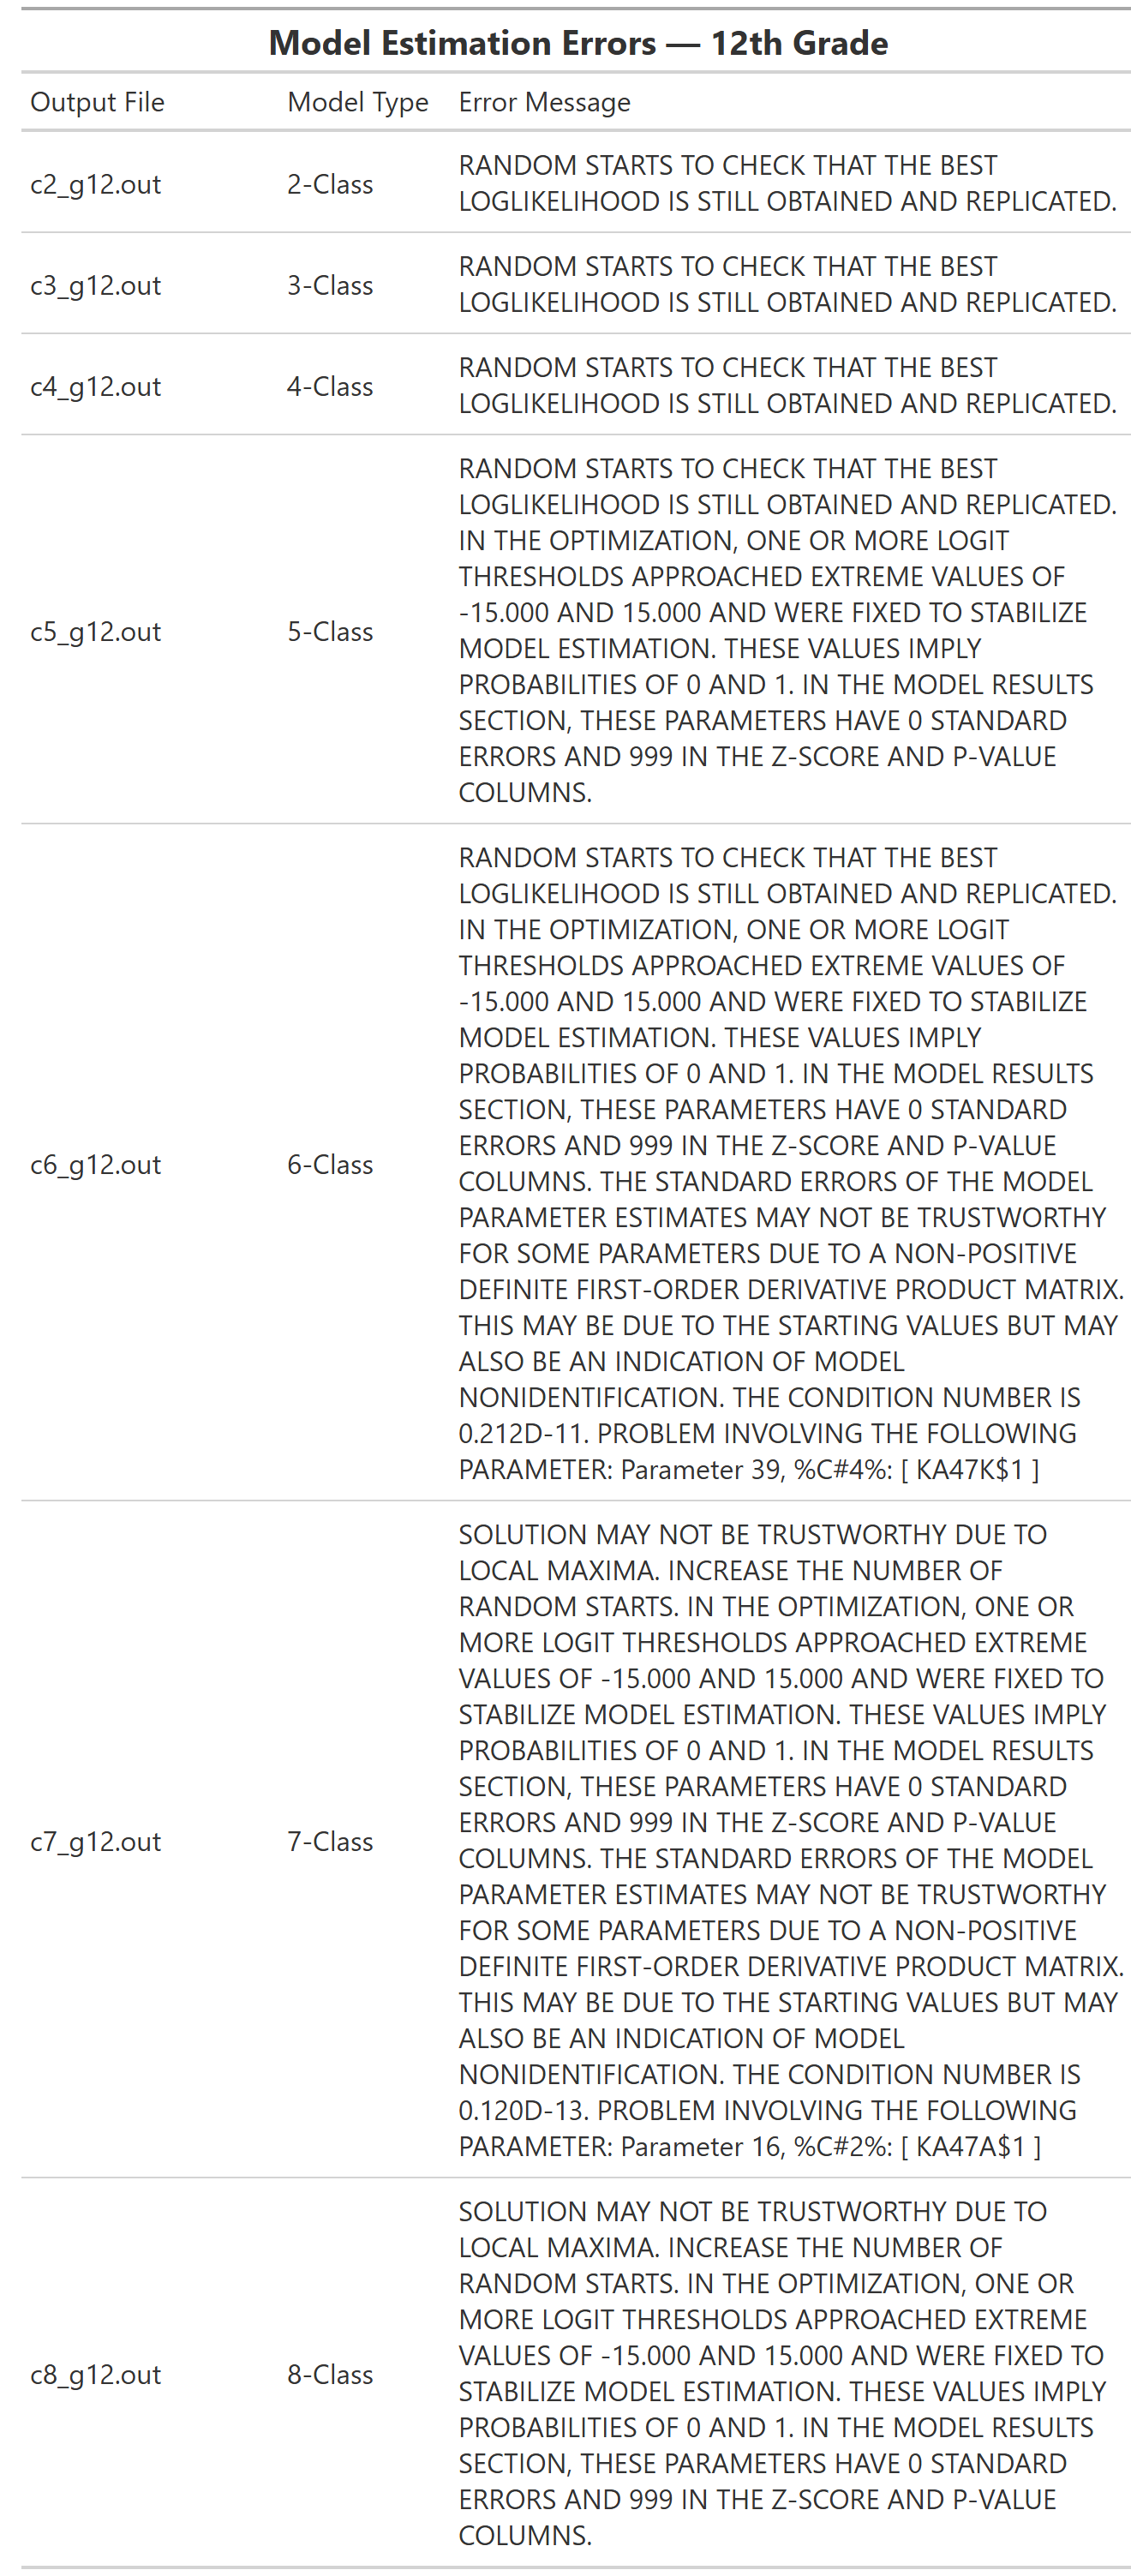 Model Estimation Errors — 12th Grade
Output File Model Type Error Message
RANDOM STARTS TO CHECK THAT THE BEST
c2_g12.out 2-Class
LOGLIKELIHOOD IS STILL OBTAINED AND REPLICATED.
RANDOM STARTS TO CHECK THAT THE BEST
c3_g12.out 3-Class
LOGLIKELIHOOD IS STILL OBTAINED AND REPLICATED.
RANDOM STARTS TO CHECK THAT THE BEST
c4_g12.out 4-Class
LOGLIKELIHOOD IS STILL OBTAINED AND REPLICATED.
c5_g12.out 5-Class
RANDOM STARTS TO CHECK THAT THE BEST
LOGLIKELIHOOD IS STILL OBTAINED AND REPLICATED.
IN THE OPTIMIZATION, ONE OR MORE LOGIT
THRESHOLDS APPROACHED EXTREME VALUES OF
-15.000 AND 15.000 AND WERE FIXED TO STABILIZE
MODEL ESTIMATION. THESE VALUES IMPLY
PROBABILITIES OF 0 AND 1. IN THE MODEL RESULTS
SECTION, THESE PARAMETERS HAVE 0 STANDARD
ERRORS AND 999 IN THE Z-SCORE AND P-VALUE
COLUMNS.
c6_g12.out 6-Class
RANDOM STARTS TO CHECK THAT THE BEST
LOGLIKELIHOOD IS STILL OBTAINED AND REPLICATED.
IN THE OPTIMIZATION, ONE OR MORE LOGIT
THRESHOLDS APPROACHED EXTREME VALUES OF
-15.000 AND 15.000 AND WERE FIXED TO STABILIZE
MODEL ESTIMATION. THESE VALUES IMPLY
PROBABILITIES OF 0 AND 1. IN THE MODEL RESULTS
SECTION, THESE PARAMETERS HAVE 0 STANDARD
ERRORS AND 999 IN THE Z-SCORE AND P-VALUE
COLUMNS. THE STANDARD ERRORS OF THE MODEL
PARAMETER ESTIMATES MAY NOT BE TRUSTWORTHY
FOR SOME PARAMETERS DUE TO A NON-POSITIVE
DEFINITE FIRST-ORDER DERIVATIVE PRODUCT MATRIX.
THIS MAY BE DUE TO THE STARTING VALUES BUT MAY
ALSO BE AN INDICATION OF MODEL
NONIDENTIFICATION. THE CONDITION NUMBER IS
0.212D-11. PROBLEM INVOLVING THE FOLLOWING
PARAMETER: Parameter 39, %C#4%: [ KA47K$1 ]
c7_g12.out 7-Class
SOLUTION MAY NOT BE TRUSTWORTHY DUE TO
LOCAL MAXIMA. INCREASE THE NUMBER OF
RANDOM STARTS. IN THE OPTIMIZATION, ONE OR
MORE LOGIT THRESHOLDS APPROACHED EXTREME
VALUES OF -15.000 AND 15.000 AND WERE FIXED TO
STABILIZE MODEL ESTIMATION. THESE VALUES IMPLY
PROBABILITIES OF 0 AND 1. IN THE MODEL RESULTS
SECTION, THESE PARAMETERS HAVE 0 STANDARD
ERRORS AND 999 IN THE Z-SCORE AND P-VALUE
COLUMNS. THE STANDARD ERRORS OF THE MODEL
PARAMETER ESTIMATES MAY NOT BE TRUSTWORTHY
FOR SOME PARAMETERS DUE TO A NON-POSITIVE
DEFINITE FIRST-ORDER DERIVATIVE PRODUCT MATRIX.
THIS MAY BE DUE TO THE STARTING VALUES BUT MAY
ALSO BE AN INDICATION OF MODEL
NONIDENTIFICATION. THE CONDITION NUMBER IS
0.120D-13. PROBLEM INVOLVING THE FOLLOWING
PARAMETER: Parameter 16, %C#2%: [ KA47A$1 ]
c8_g12.out 8-Class
SOLUTION MAY NOT BE TRUSTWORTHY DUE TO
LOCAL MAXIMA. INCREASE THE NUMBER OF
RANDOM STARTS. IN THE OPTIMIZATION, ONE OR
MORE LOGIT THRESHOLDS APPROACHED EXTREME
VALUES OF -15.000 AND 15.000 AND WERE FIXED TO
STABILIZE MODEL ESTIMATION. THESE VALUES IMPLY
PROBABILITIES OF 0 AND 1. IN THE MODEL RESULTS
SECTION, THESE PARAMETERS HAVE 0 STANDARD
ERRORS AND 999 IN THE Z-SCORE AND P-VALUE
COLUMNS.